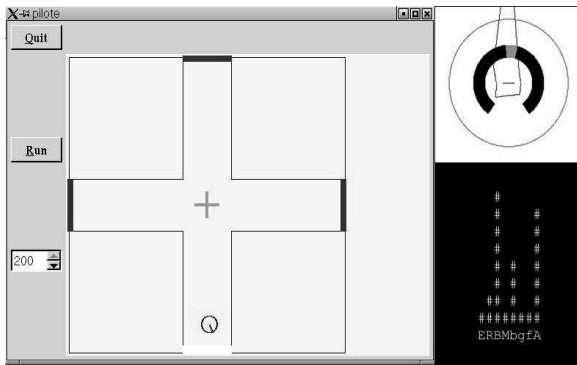 X-⋈ pilote
Quit
Run
200
#
#    #
#    #
#    #
# #  #
# #  #
## #  #
########
ERBMbgfA